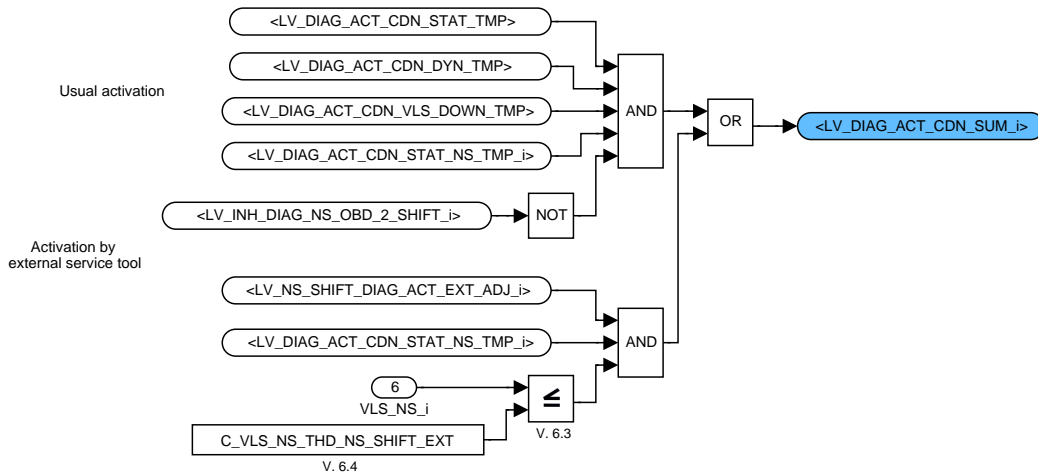 <LV_DIAG_ACT_CDN_STAT_TMP>
<LV_DIAG_ACT_CDN_DYN_TMP>
Usual activation
<LV_DIAG_ACT_CDN_VLS_DOWN_TMP>
AND
OR
<LV_DIAG_ACT_CDN_SUM_i>
<LV_DIAG_ACT_CDN_STAT_NS_TMP_i>
<LV_INH_DIAG_NS_OBD_2_SHIFT_i>
NOT
Activation by
external service tool
<LV_NS_SHIFT_DIAG_ACT_EXT_ADJ_i>
<LV_DIAG_ACT_CDN_STAT_NS_TMP_i>
AND
6
VLS_NS_i
≦
V. 6.3
C_VLS_NS_THD_NS_SHIFT_EXT
V. 6.4